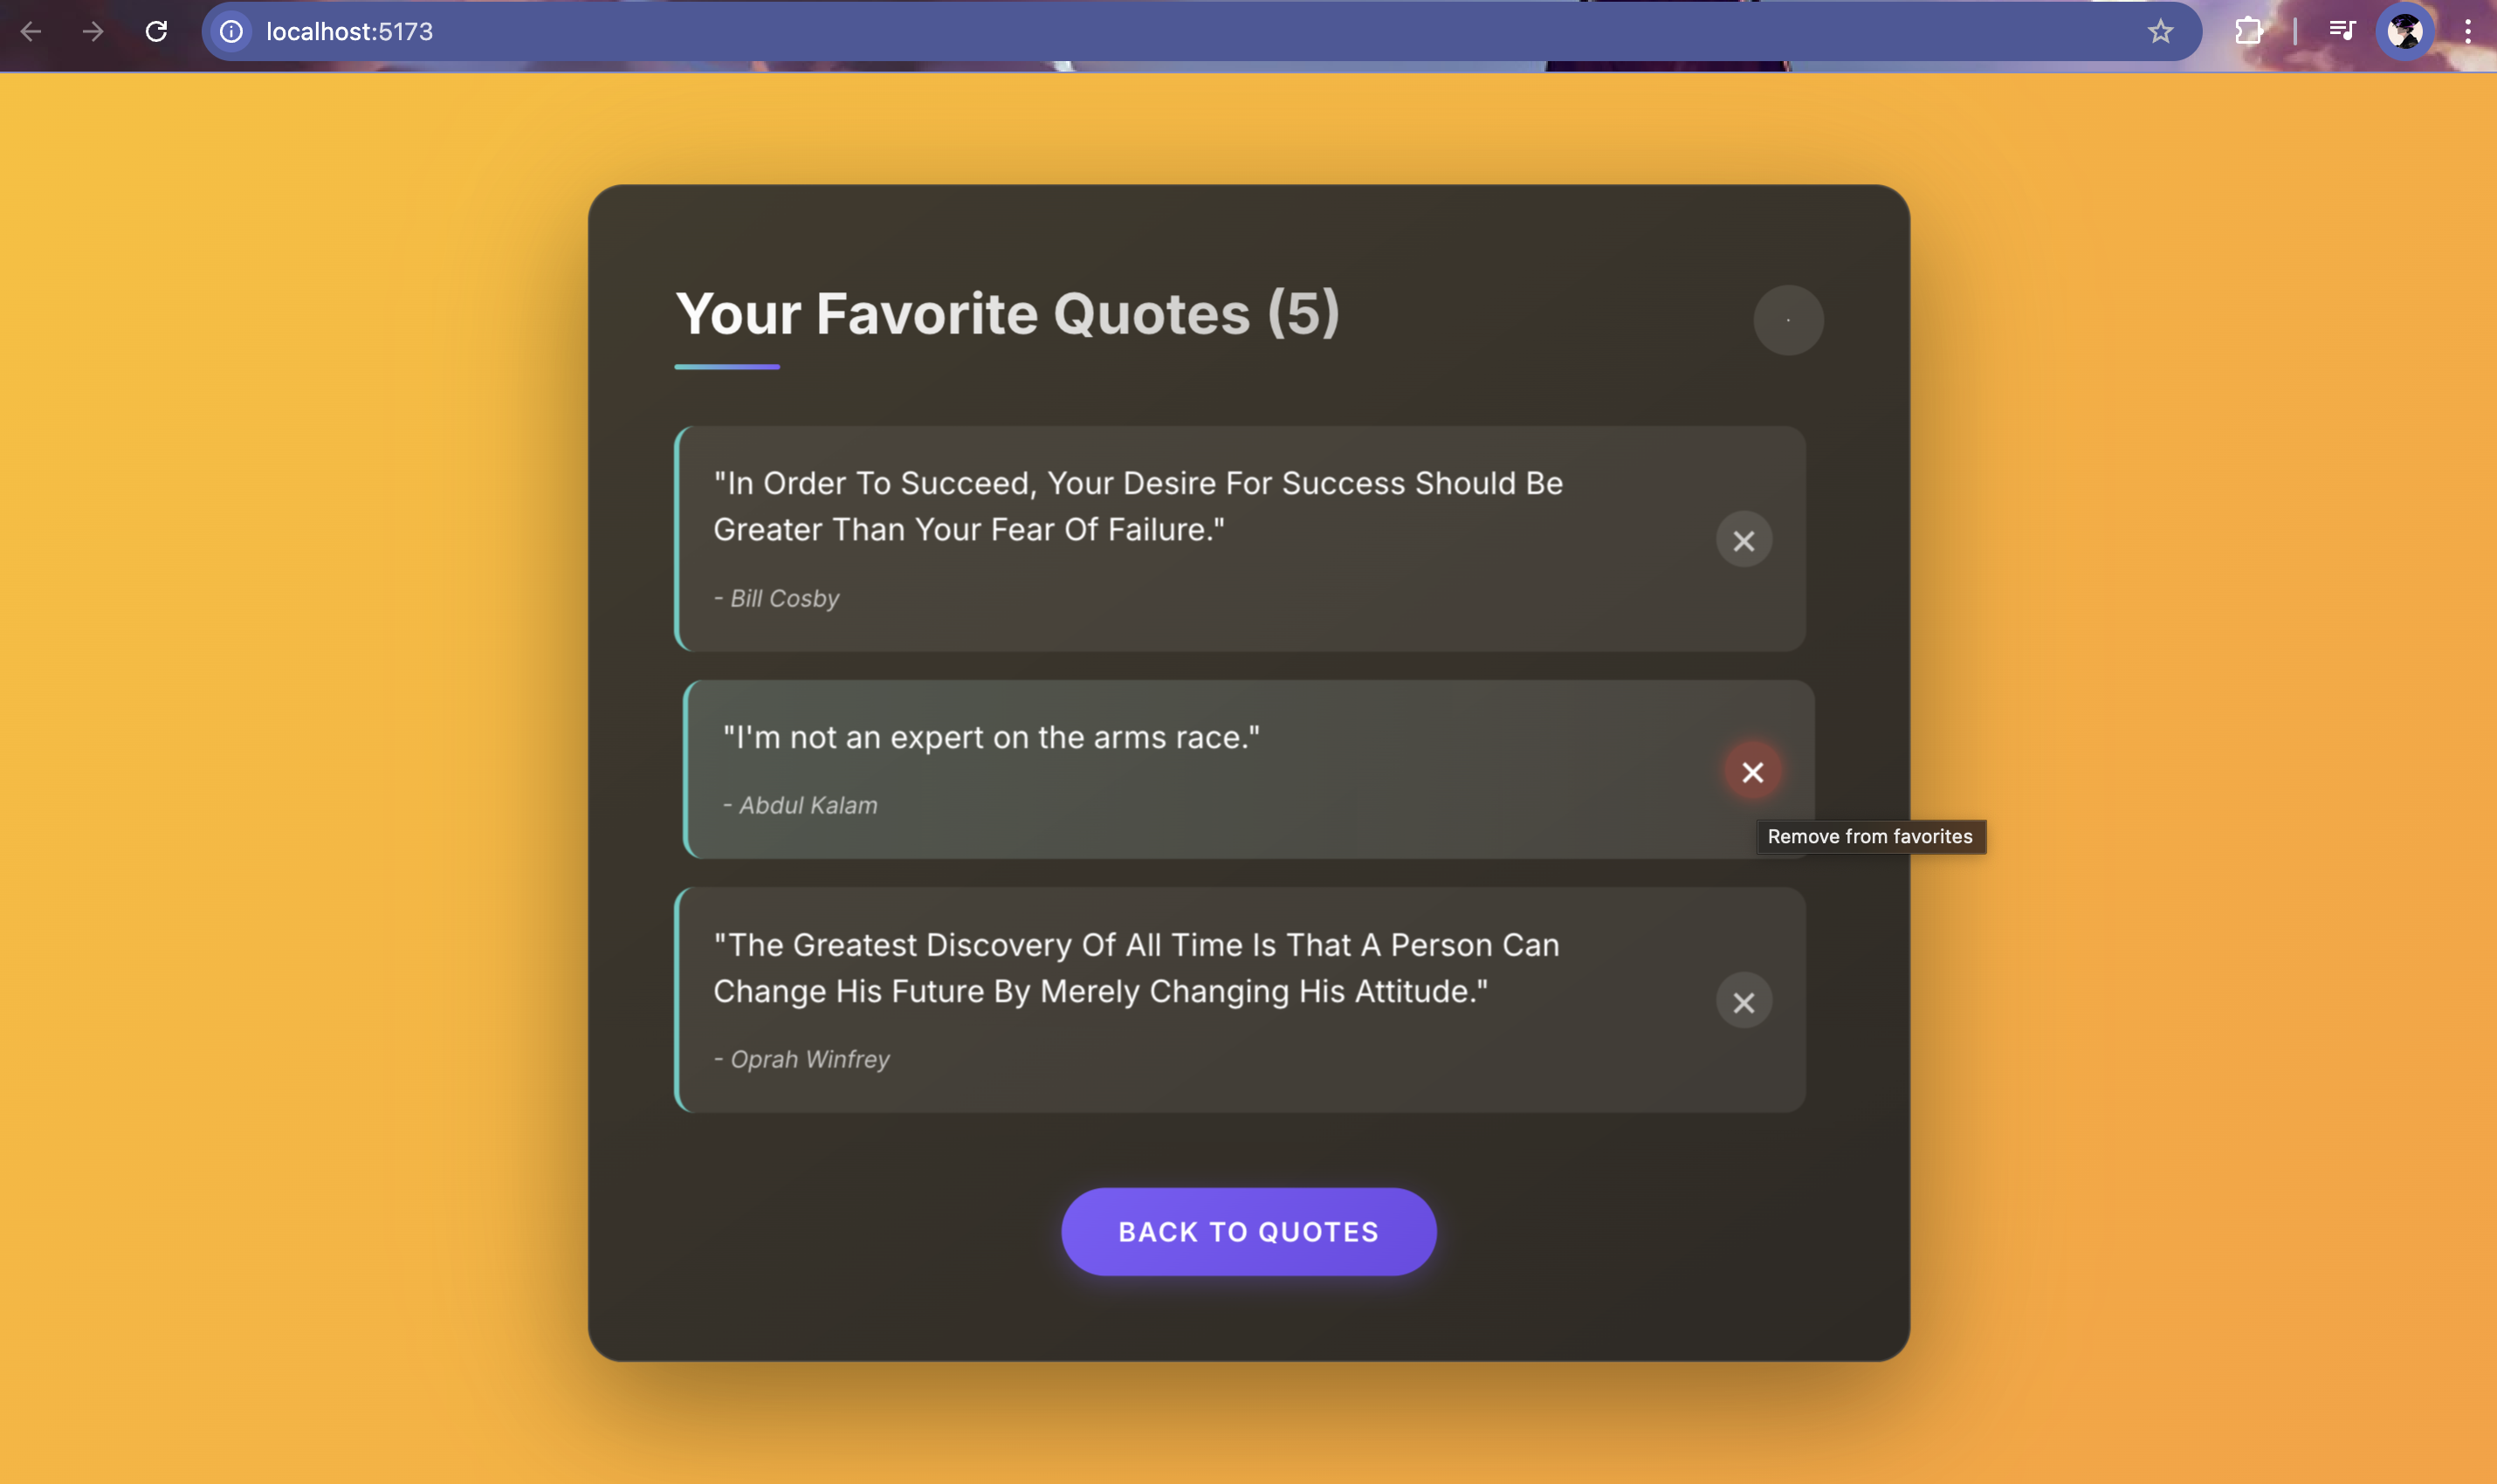 localhost:5173
Your Favorite Quotes (5)
"In Order To Succeed, Your Desire For Success Should Be
Greater Than Your Fear Of Failure."
- Bill Cosby
"I'm not an expert on the arms race."
- Abdul Kalam
Remove from favorites
"The Greatest Discovery Of All Time Is That A Person Can
Change His Future By Merely Changing His Attitude."
- Oprah Winfrey
BACK TO QUOTES